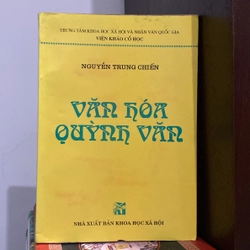 TRUNG TÂM KHOA HỌC XÃ HỘI VÀ NHÂN VĂN QUỐC GIA
VIỆN KHẢO CỔ HỌC
NGUYỄN TRUNG CHIẾN
VĂN HÓA
QUỲNH VĂN
NHÀ XUẤT BẢN KHOA HỌC XÃ HỘI